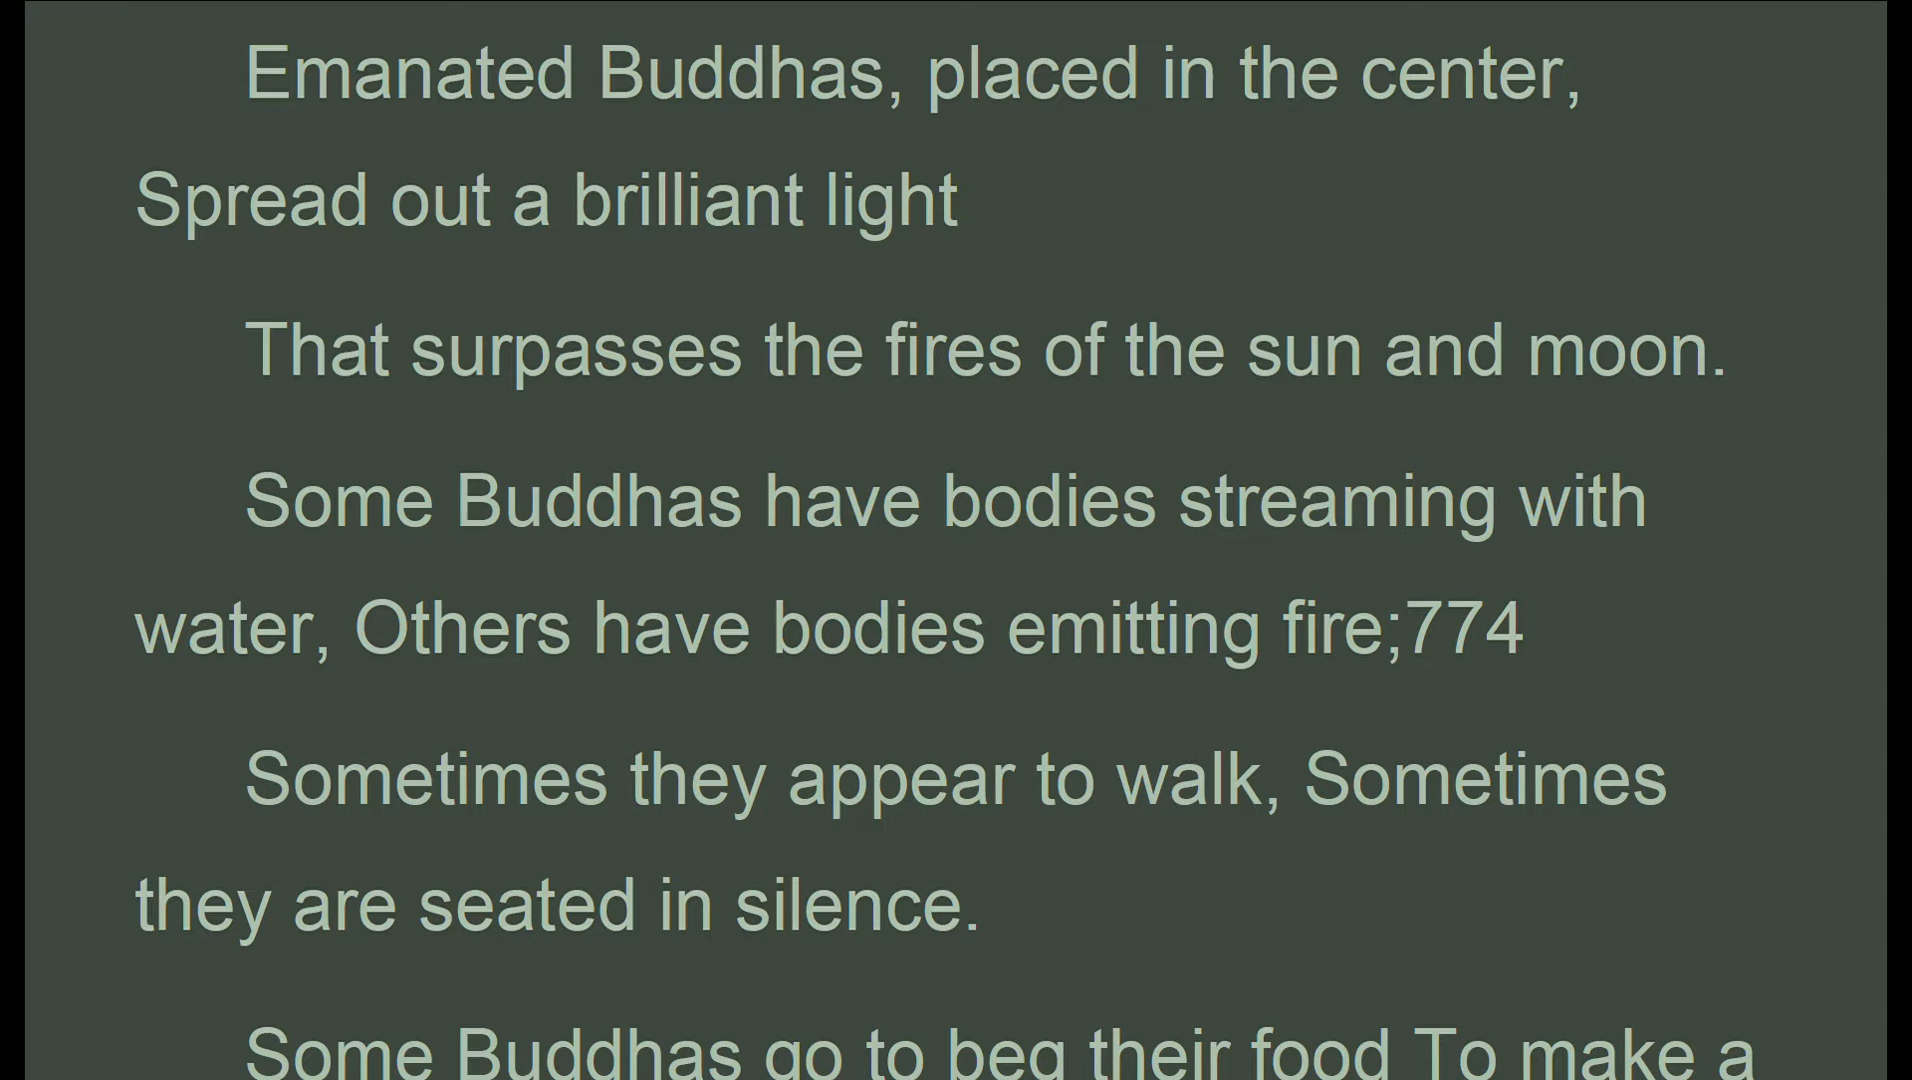 Emanated Buddhas, placed in the center,
Spread out a brilliant light
That surpasses the fires of the sun and moon.
Some Buddhas have bodies streaming with
water, Others have bodies emitting fire;774
Sometimes they appear to walk, Sometimes
they are seated in silence.
Some Buddhas go to beg their food To make a